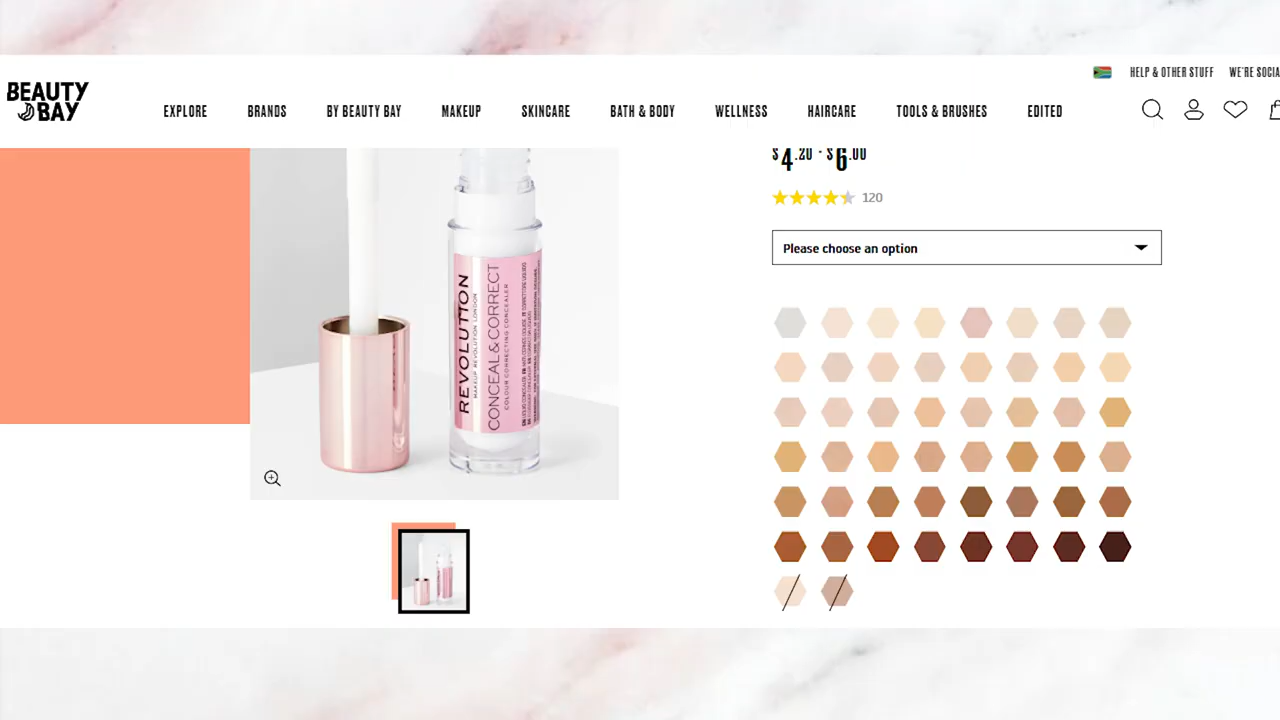 HELP & OTHER STUFF WE'RE SOCIA
BEAUTY
BAY
EXPLORE BRANDS BY BEAUTY BAY MAKEUP SKINCARE BATH & BODY WELLNESS HAIRCARE TOOLS & BRUSHES EDITED
$4.20 - $6.00
120
Please choose an option
REVOLUTION
MAKEUP REVOLUTION LONDON
CONCEAL & CORRECT
COLOUR CORRECTING CONCEALER